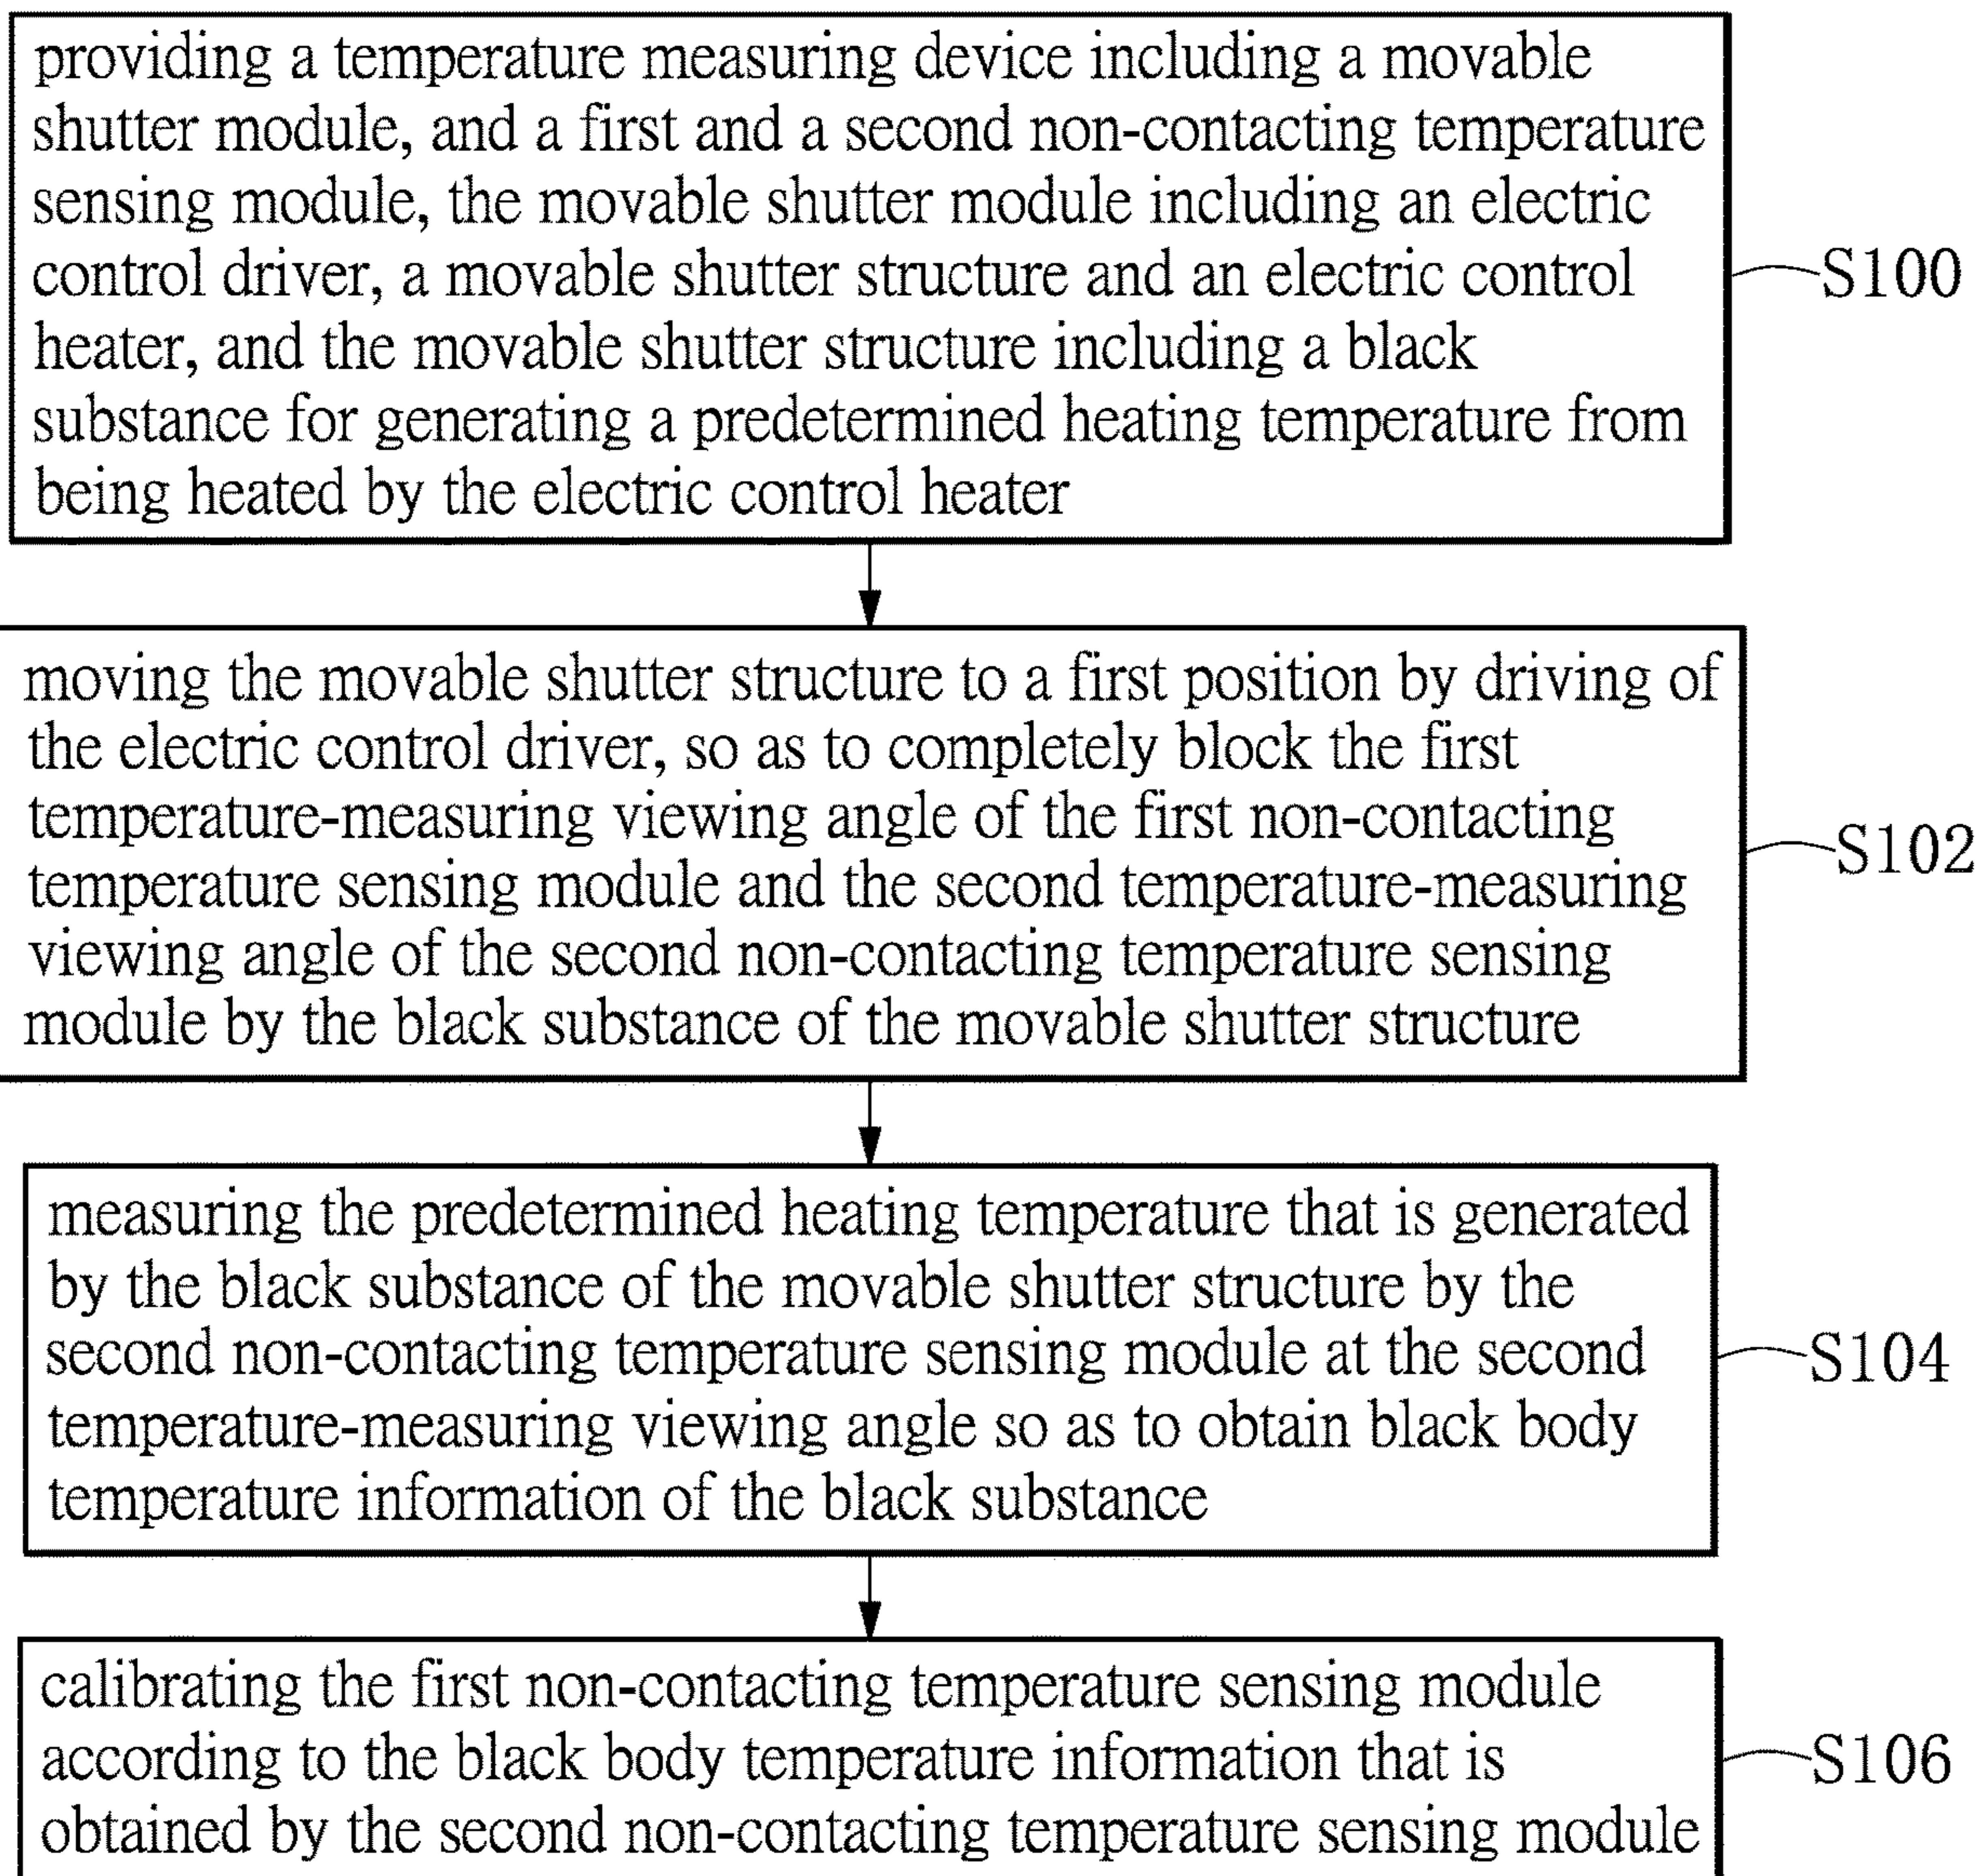 providing a temperature measuring device including a movable
shutter module, and a first and a second non-contacting temperature
sensing module, the movable shutter module including an electric
control driver, a movable shutter structure and an electric control
heater, and the movable shutter structure including a black
substance for generating a predetermined heating temperature from
being heated by the electric control heater
S100
moving the movable shutter structure to a first position by driving of
the electric control driver, so as to completely block the first
temperature-measuring viewing angle of the first non-contacting
temperature sensing module and the second temperature-measuring
viewing angle of the second non-contacting temperature sensing
module by the black substance of the movable shutter structure
S102
measuring the predetermined heating temperature that is generated
by the black substance of the movable shutter structure by the
second non-contacting temperature sensing module at the second
temperature-measuring viewing angle so as to obtain black body
temperature information of the black substance
S104
calibrating the first non-contacting temperature sensing module
according to the black body temperature information that is
obtained by the second non-contacting temperature sensing module
S106